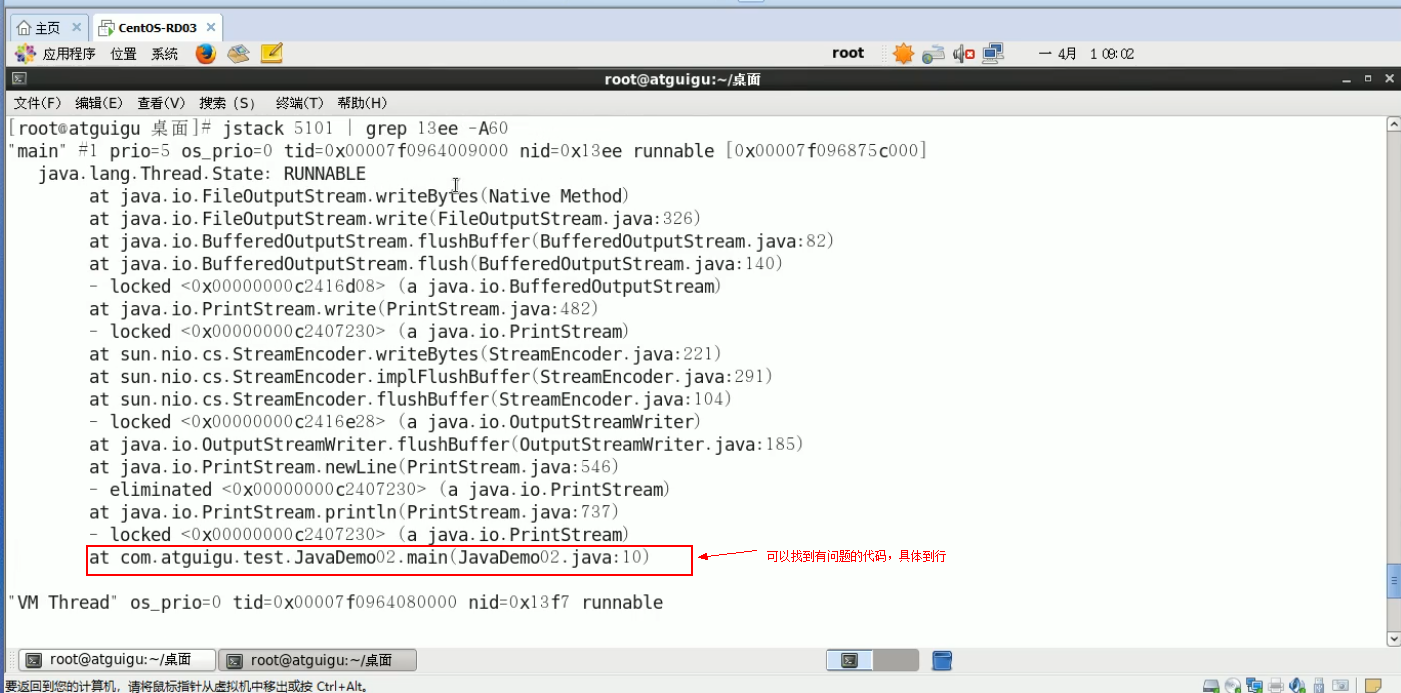 主页 × CentOS-RD03 ×
应用程序 位置 系统 root 一 4月 1 09:02
root@atguigu:~/桌面
文件(F) 编辑(E) 查看(V) 搜索 (S) 终端(T) 帮助(H)
[root@atguigu 桌面]# jstack 5101 | grep 13ee -A60
"main" #1 prio=5 os_prio=0 tid=0x00007f0964009000 nid=0x13ee runnable [0x00007f096875c000]
java.lang.Thread.State: RUNNABLE
at java.io.FileOutputStream.writeBytes(Native Method)
at java.io.FileOutputStream.write(FileOutputStream.java:326)
at java.io.BufferedOutputStream.flushBuffer(BufferedOutputStream.java:82)
at java.io.BufferedOutputStream.flush(BufferedOutputStream.java:140)
- locked <0x00000000c2416d08> (a java.io.BufferedOutputStream)
at java.io.PrintStream.write(PrintStream.java:482)
- locked <0x00000000c2407230> (a java.io.PrintStream)
at sun.nio.cs.StreamEncoder.writeBytes(StreamEncoder.java:221)
at sun.nio.cs.StreamEncoder.implFlushBuffer(StreamEncoder.java:291)
at sun.nio.cs.StreamEncoder.flushBuffer(StreamEncoder.java:104)
- locked <0x00000000c2416e28> (a java.io.OutputStreamWriter)
at java.io.OutputStreamWriter.flushBuffer(OutputStreamWriter.java:185)
at java.io.PrintStream.newLine(PrintStream.java:546)
- eliminated <0x00000000c2407230> (a java.io.PrintStream)
at java.io.PrintStream.println(PrintStream.java:737)
- locked <0x00000000c2407230> (a java.io.PrintStream)
at com.atguigu.test.JavaDemo02.main(JavaDemo02.java:10) 可以找到有问题的代码，具体到行
"VM Thread" os_prio=0 tid=0x00007f0964080000 nid=0x13f7 runnable
root@atguigu:~/桌面 root@atguigu:~/桌面
要返回到您的计算机，请将鼠标指针从虚拟机中移出或按 Ctrl+Alt。